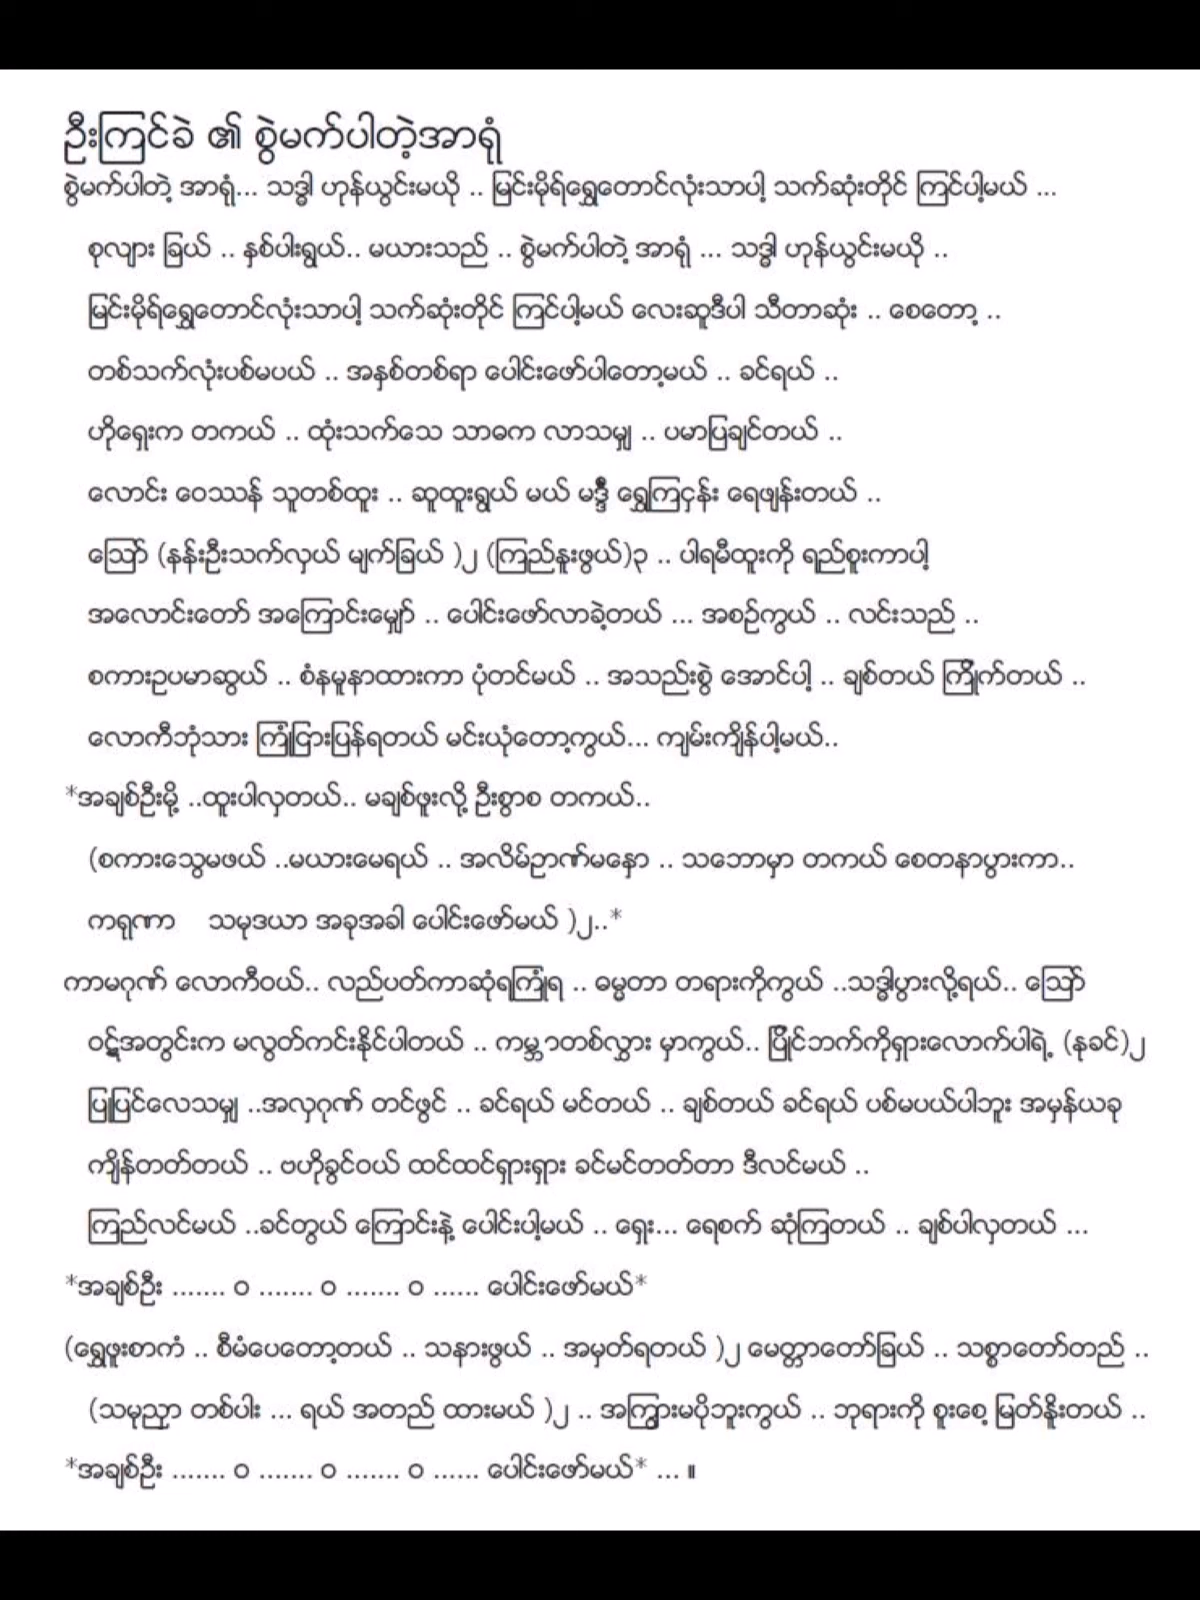 ဦးကြင်ခဲ ၏ စွဲမက်ပါတဲ့အာရုံ
စွဲမက်ပါတဲ့ အာရုံ... သဒ္ဓါ ဟုန်ယွင်းမယို .. မြင်းမိုရ်ရွှေတောင်လုံးသာပါ့ သက်ဆုံးတိုင် ကြင်ပါ့မယ် ...
စုလျား ခြယ် .. နှစ်ပါးရွယ်.. မယားသည် .. စွဲမက်ပါတဲ့ အာရုံ ... သဒ္ဓါ ဟုန်ယွင်းမယို ..
မြင်းမိုရ်ရွှေတောင်လုံးသာပါ့ သက်ဆုံးတိုင် ကြင်ပါ့မယ် လေးဆူဒီပါ သီတာဆုံး .. စေတော့ ..
တစ်သက်လုံးပစ်မပယ် .. အနှစ်တစ်ရာ ပေါင်းဖော်ပါတော့မယ် .. ခင်ရယ် ..
ဟိုရှေးက တကယ် .. ထုံးသက်သေ သာဓက လာသမျှ .. ပမာပြချင်တယ် ..
လောင်း ဝေဿန် သူတစ်ထူး .. ဆူထူးရွယ် မယ် မဒ္ဒီ ရွှေကြငှန်း ရေဖျန်းတယ် ..
ဪ (နန်းဦးသက်လှယ် မျက်ခြယ် )၂ (ကြည်နူးဖွယ်)၃ .. ပါရမီထူးကို ရည်စူးကာပါ့
အလောင်းတော် အကြောင်းမျှော် .. ပေါင်းဖော်လာခဲ့တယ် ... အစဉ်ကွယ် .. လင်းသည် ..
စကားဥပမာဆွယ် .. စံနမူနာထားကာ ပုံတင်မယ် .. အသည်းစွဲ အောင်ပါ့ .. ချစ်တယ် ကြိုက်တယ် ..
လောကီဘုံသား ကြုံငြားပြန်ရတယ် မင်းယုံတော့ကွယ်... ကျမ်းကျိန်ပါ့မယ်..
*အချစ်ဦးမို့ ..ထူးပါလှတယ်.. မချစ်ဖူးလို့ ဦးစွာစ တကယ်..
(စကားသွေမဖယ် ..မယားမေရယ် .. အလိမ်ဉာဏ်မနှော .. သဘောမှာ တကယ် စေတနာပွားကာ..
ကရုဏာ သမုဒယာ အခုအခါ ပေါင်းဖော်မယ် )၂..*
ကာမဂုဏ် လောကီဝယ်.. လည်ပတ်ကာဆုံရကြုံရ .. ဓမ္မတာ တရားကိုကွယ် ..သဒ္ဓါပွားလို့ရယ်.. ဪ
ဝဋ်အတွင်းက မလွတ်ကင်းနိုင်ပါတယ် .. ကမ္ဘာတစ်လွှား မှာကွယ်.. ပြိုင်ဘက်ကိုရှားလောက်ပါရဲ့ (နုခင်)၂
ပြုပြင်လေသမျှ ..အလှဂုဏ် တင်ဖွင် .. ခင်ရယ် မင်တယ် .. ချစ်တယ် ခင်ရယ် ပစ်မပယ်ပါဘူး အမှန်ယခု
ကျိန်တတ်တယ် .. ဗဟိုခွင်ဝယ် ထင်ထင်ရှားရှား ခင်မင်တတ်တာ ဒီလင်မယ် ..
ကြည်လင်မယ် ..ခင်တွယ် ကြောင်းနဲ့ ပေါင်းပါ့မယ် .. ရှေး... ရေစက် ဆုံကြတယ် .. ချစ်ပါလှတယ် ...
*အချစ်ဦး ....... ဝ ....... ဝ ....... ဝ ...... ပေါင်းဖော်မယ်*
(ရွှေဖူးစာကံ .. စီမံပေတော့တယ် .. သနားဖွယ် .. အမှတ်ရတယ် )၂ မေတ္တာတော်ခြယ် .. သစ္စာတော်တည် ..
(သမုညာ တစ်ပါး ... ရယ် အတည် ထားမယ် )၂ .. အကြွားမပိုဘူးကွယ် .. ဘုရားကို စူးစေ့ မြတ်နိူးတယ် ..
*အချစ်ဦး ....... ဝ ....... ဝ ....... ဝ ...... ပေါင်းဖော်မယ်* ... ။